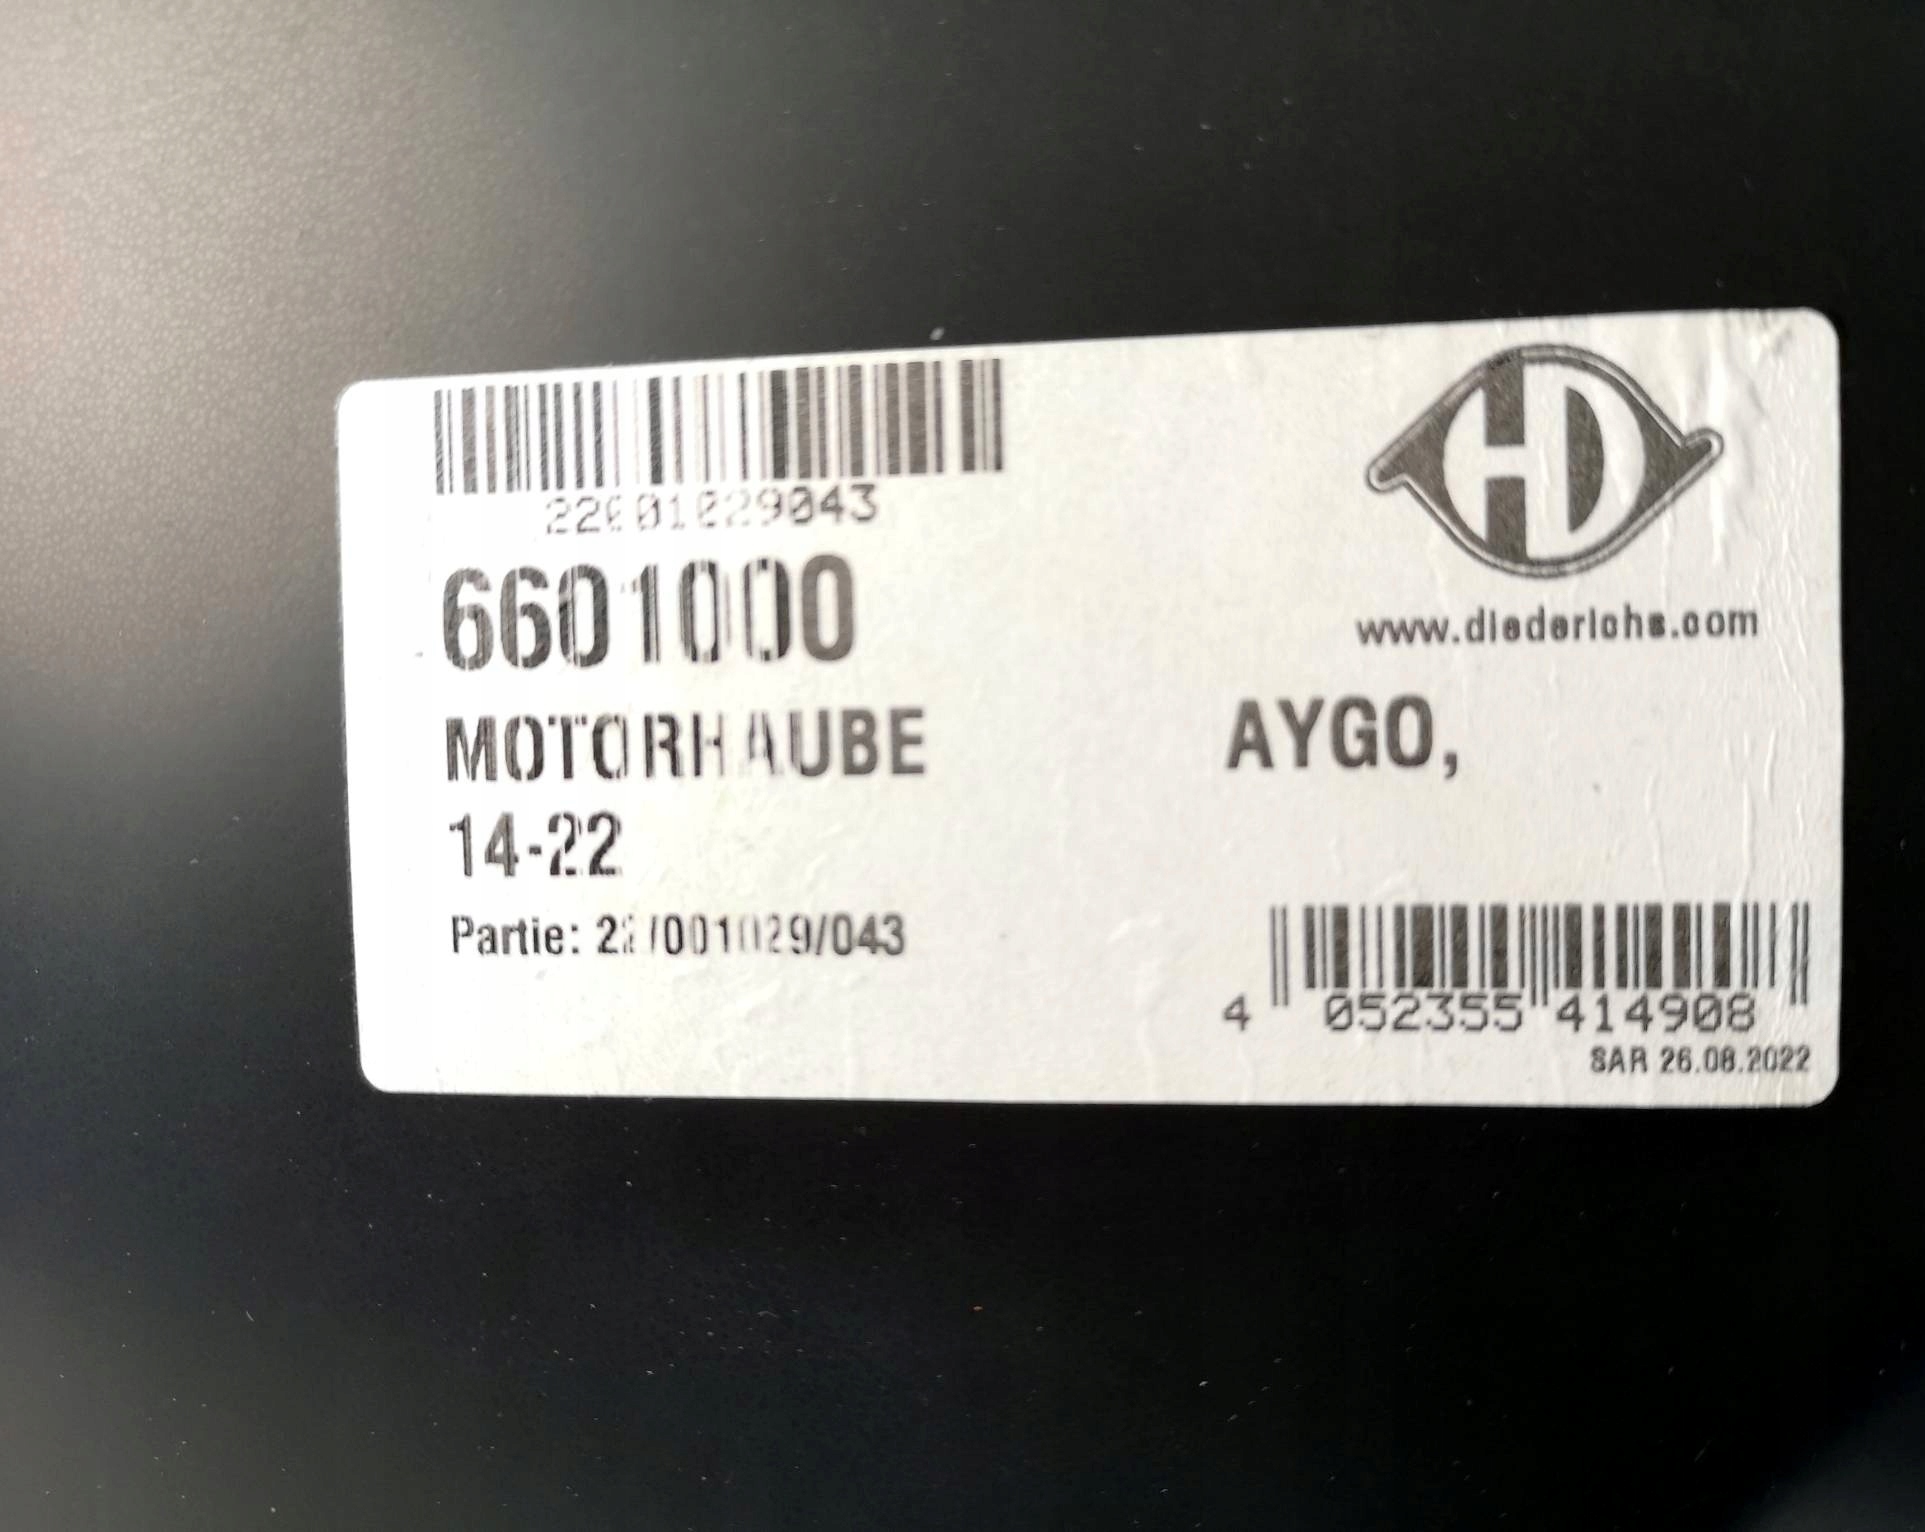 22001029043
HD
6601000
www.diederichs.com
MOTORHAUBE AYGO,
14-22
Partie: 22/001029/043
4 052355 414908
SAR 26.08.2022